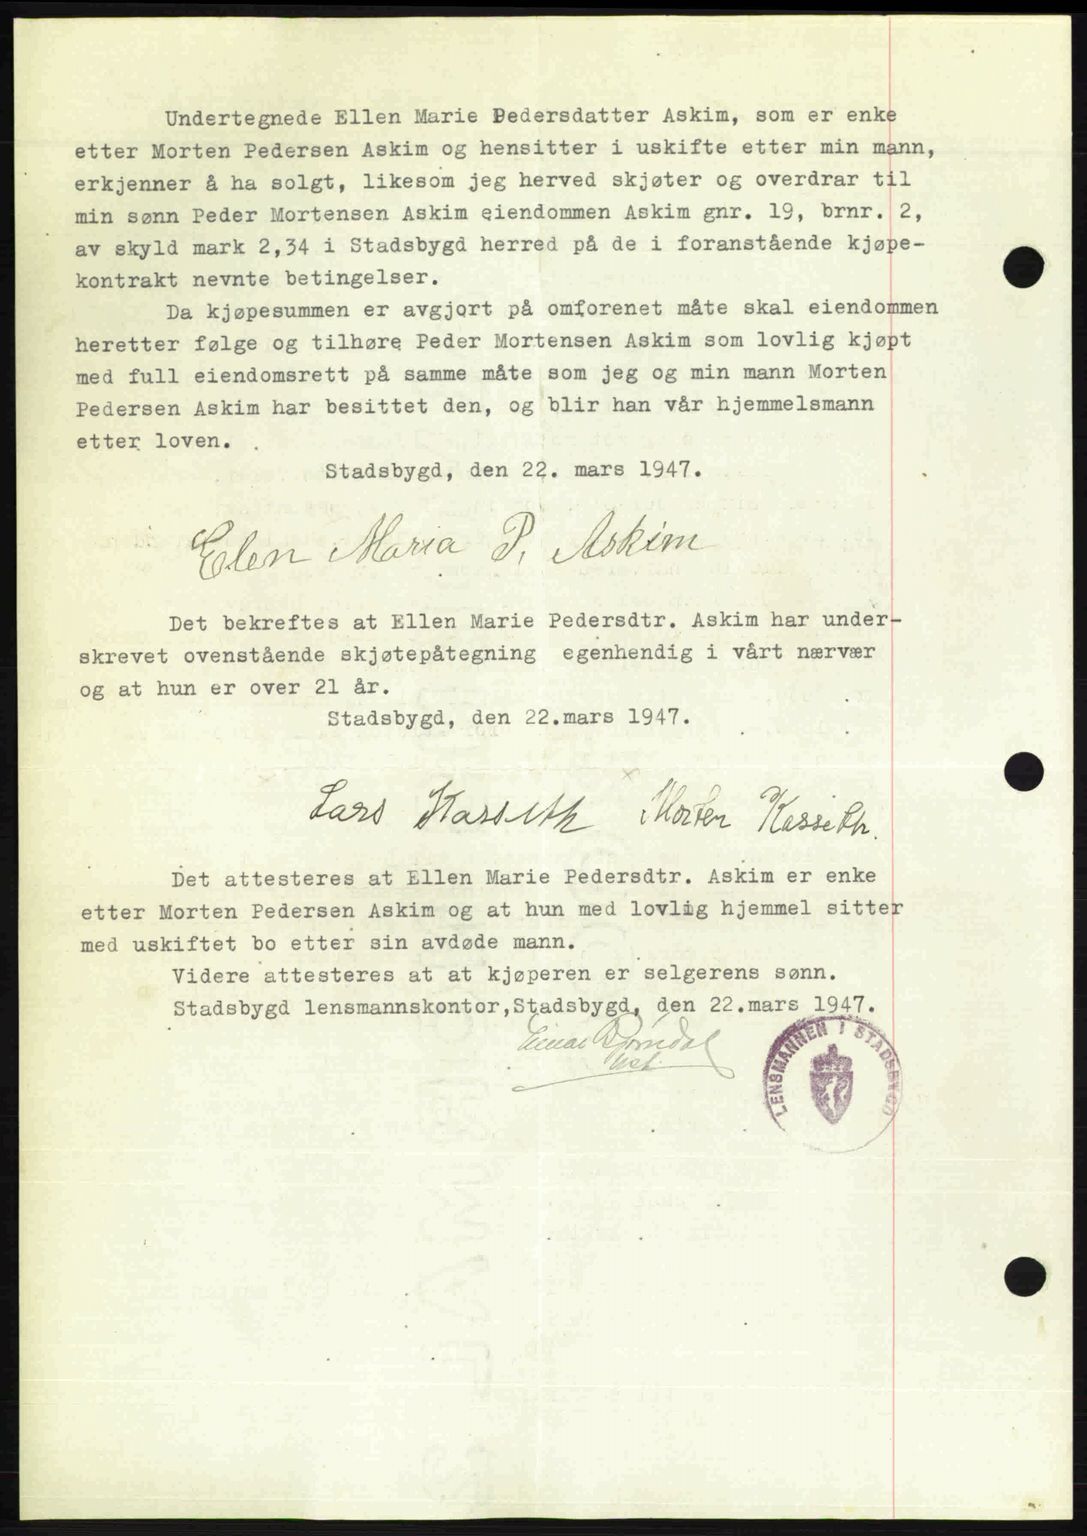 Undertegnede Ellen Marie Pedersdatter Askim, som er enke
etter Morten Pedersen Askim og hensitter i uskifte etter min mann,
erkjenner å ha solgt, likesom jeg herved skjøter og overdrar til
min sønn Peder Mortensen Askim eiendommen Askim gnr. 19, brnr. 2,
av skyld mark 2,34 i Stadsbygd herred på de i foranstående kjøpe-
kontrakt nevnte betingelser.
Da kjøpesummen er avgjort på omforenet måte skal eiendommen
heretter følge og tilhøre Peder Mortensen Askim som lovlig kjøpt
med full eiendomsrett på samme måte som jeg og min mann Morten
Pedersen Askim har besittet den, og blir han vår hjemmelsmann
etter loven.
Stadsbygd, den 22. mars 1947.
Elen Maria P. Askim
Det bekreftes at Ellen Marie Pedersdtr. Askim har under-
skrevet ovenstående skjøtepåtegning egenhendig i vårt nærvær
og at hun er over 21 år.
Stadsbygd, den 22.mars 1947.
Lars Kasseth Morten Kasseth.
Det attesteres at Ellen Marie Pedersdtr. Askim er enke
etter Morten Pedersen Askim og at hun med lovlig hjemmel sitter
med uskiftet bo etter sin avdøde mann.
Videre attesteres at at kjøperen er selgerens sønn.
Stadsbygd lensmannskontor,Stadsbygd, den 22.mars 1947.
Einar Bjørndal
LENSMANNEN I STADSBYGD